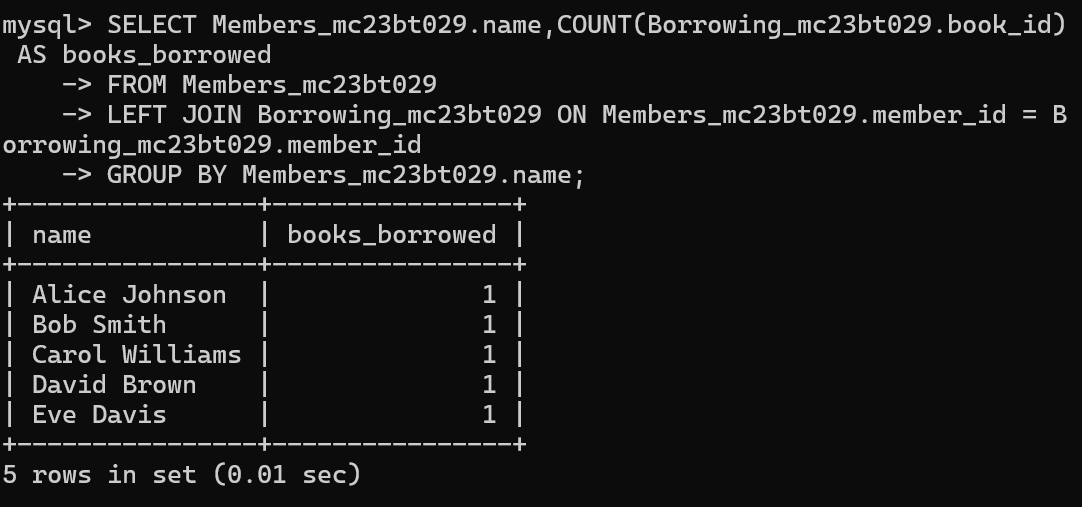 mysql> SELECT Members_mc23bt029.name,COUNT(Borrowing_mc23bt029.book_id)
 AS books_borrowed
    -> FROM Members_mc23bt029
    -> LEFT JOIN Borrowing_mc23bt029 ON Members_mc23bt029.member_id = B
orrowing_mc23bt029.member_id
    -> GROUP BY Members_mc23bt029.name;
+----------------+----------------+
| name           | books_borrowed |
+----------------+----------------+
| Alice Johnson  |              1 |
| Bob Smith      |              1 |
| Carol Williams |              1 |
| David Brown    |              1 |
| Eve Davis      |              1 |
+----------------+----------------+
5 rows in set (0.01 sec)